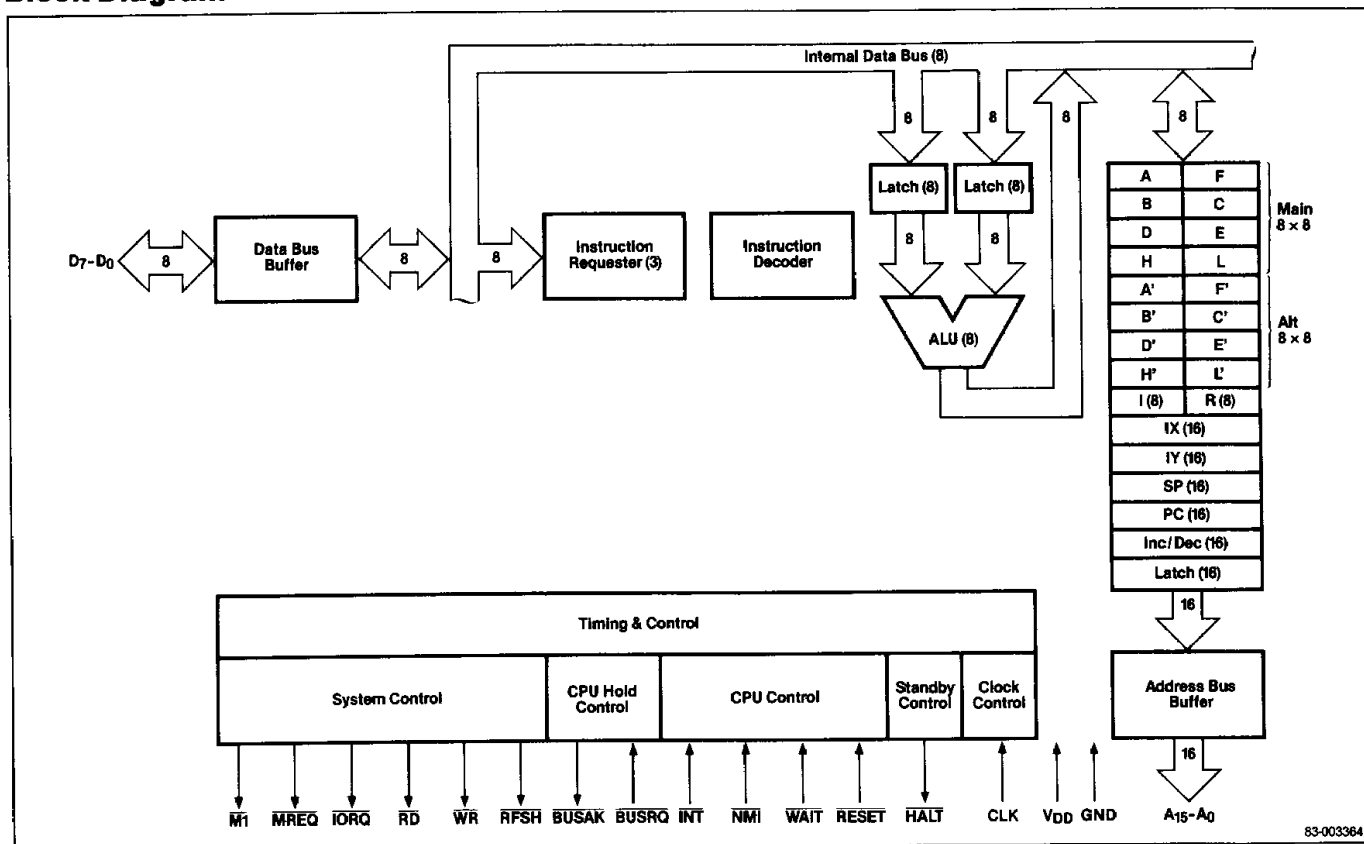 Block Diagram
Internal Data Bus (8)
8
8
8
8
Latch (8)
Latch (8)
A
F
B
C
D
E
H
L
Main
8 × 8
A'
F'
B'
C'
D'
E'
H'
L'
Alt
8 × 8
I (8)
R (8)
IX (16)
IY (16)
SP (16)
PC (16)
Inc/Dec (16)
Latch (16)
16
D7-D0
8
Data Bus
Buffer
8
8
Instruction
Requester (3)
Instruction
Decoder
8
8
ALU (8)
Timing & Control
System Control
CPU Hold
Control
CPU Control
Standby
Control
Clock
Control
Address Bus
Buffer
16
M1
MREQ
IORQ
RD
WR
RFSH
BUSAK
BUSRQ
INT
NMI
WAIT
RESET
HALT
CLK
VDD
GND
A15-A0
83-003364